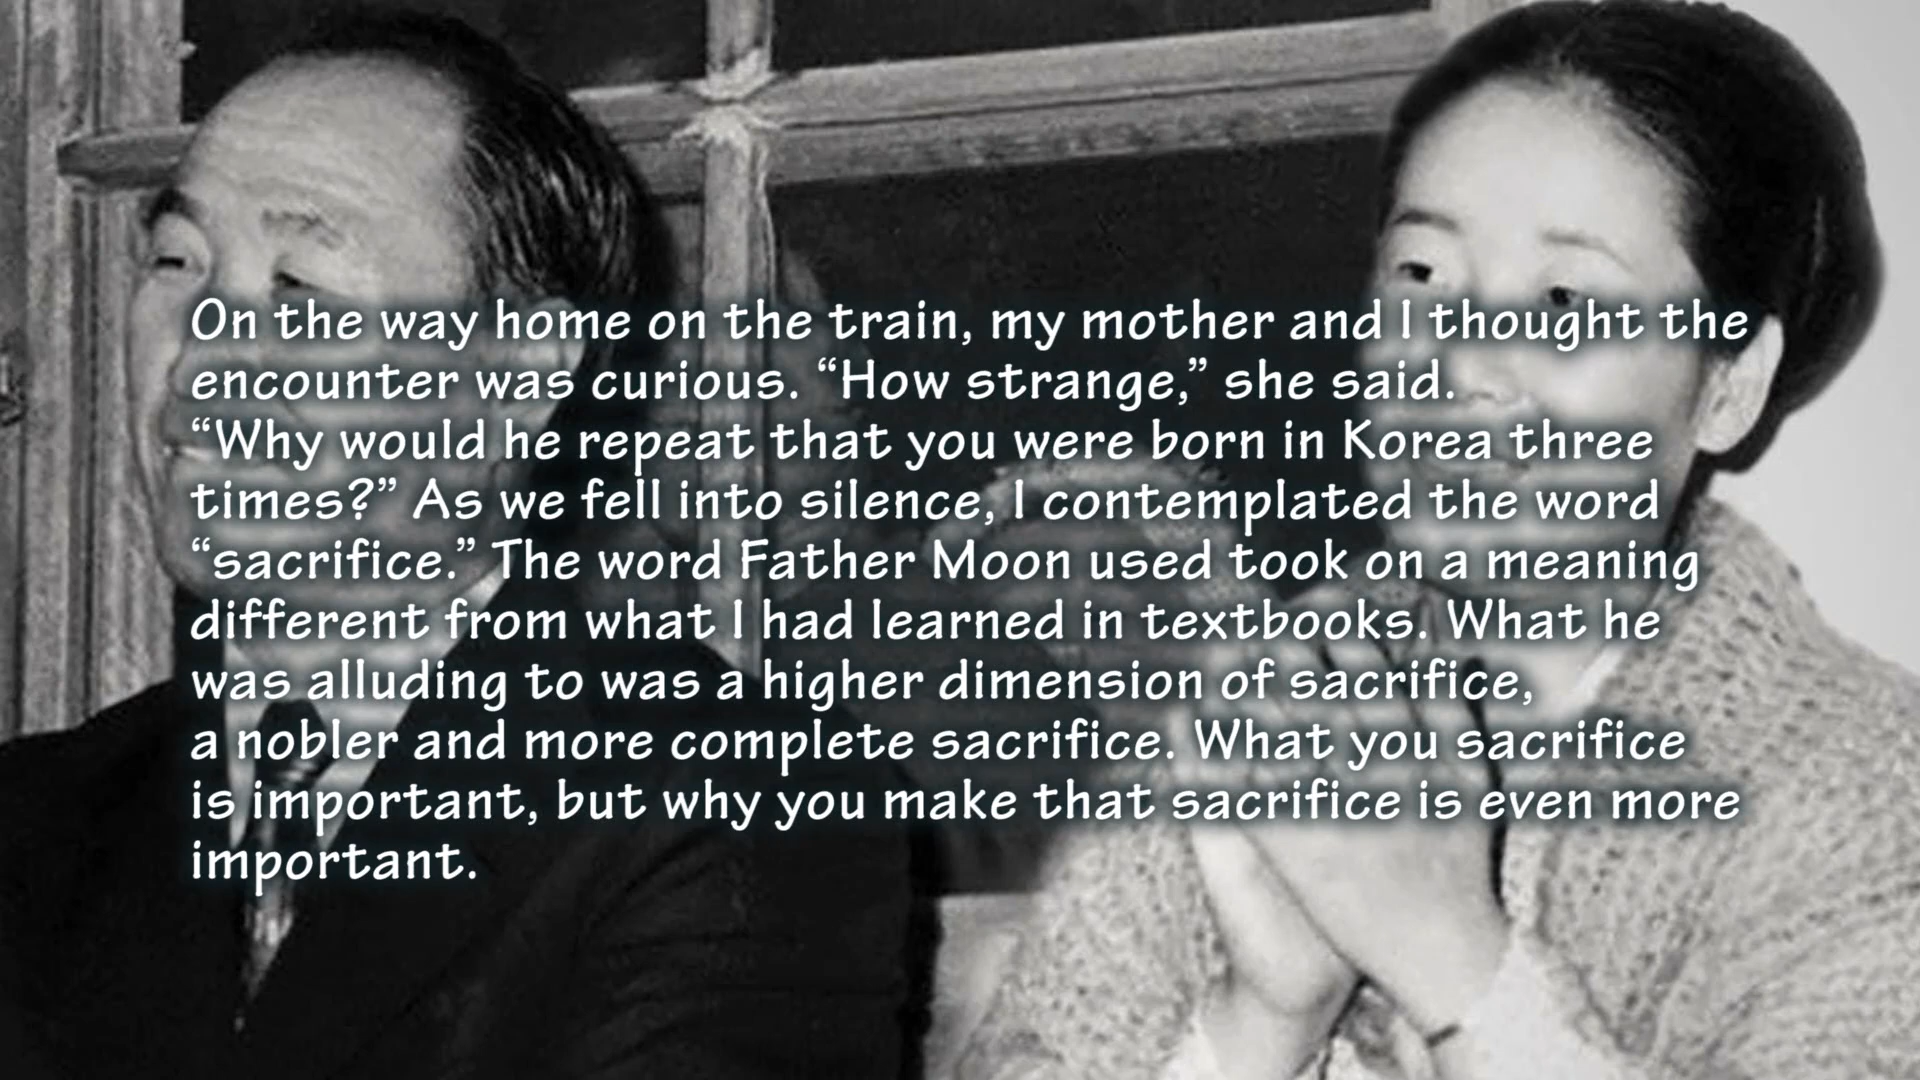 On the way home on the train, my mother and I thought the
encounter was curious. “How strange,” she said.
“Why would he repeat that you were born in Korea three
times?” As we fell into silence, I contemplated the word
“sacrifice.” The word Father Moon used took on a meaning
different from what I had learned in textbooks. What he
was alluding to was a higher dimension of sacrifice,
a nobler and more complete sacrifice. What you sacrifice
is important, but why you make that sacrifice is even more
important.